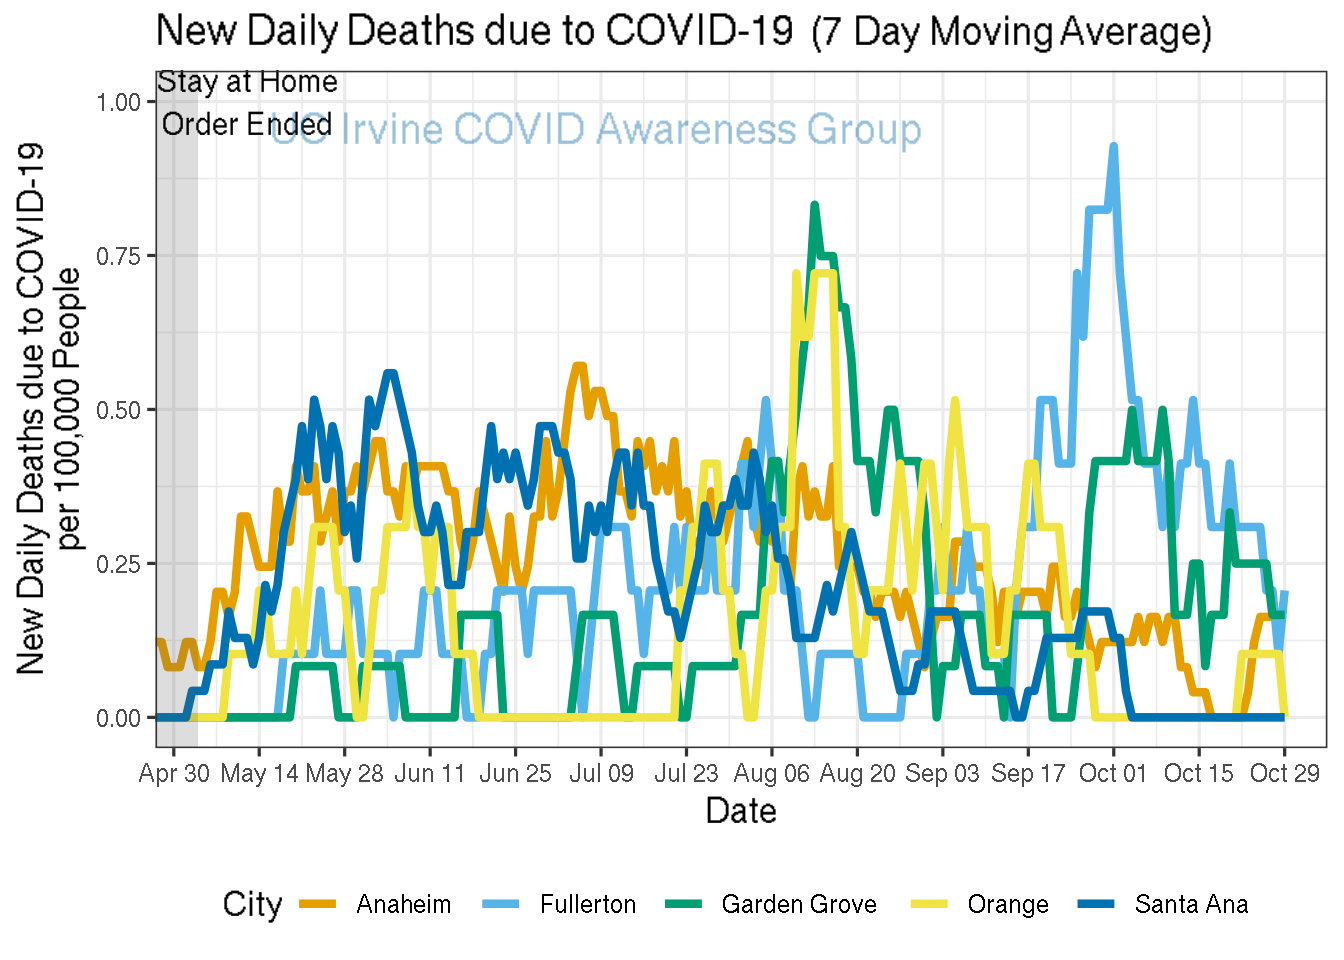 New Daily Deaths due to COVID-19 (7 Day Moving Average)
Stay at Home
Order Ended
UC Irvine COVID Awareness Group
New Daily Deaths due to COVID-19
per 100,000 People
1.00
0.75
0.50
0.25
0.00
Apr 30 May 14 May 28 Jun 11 Jun 25 Jul 09 Jul 23 Aug 06 Aug 20 Sep 03 Sep 17 Oct 01 Oct 15 Oct 29
Date
City Anaheim Fullerton Garden Grove Orange Santa Ana